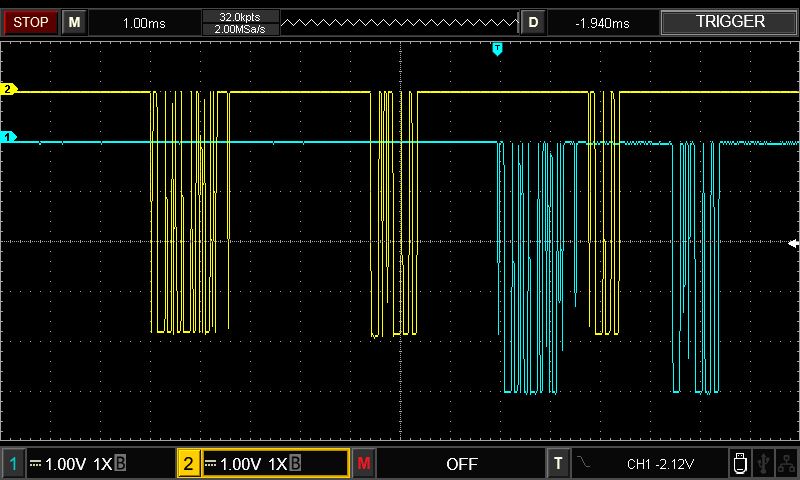 STOP M 1.00ms 32.0kpts D -1.940ms TRIGGER
2.00MSa/s
T
2
1
1 1.00V 1X B 2 1.00V 1X B M OFF T CH1 -2.12V